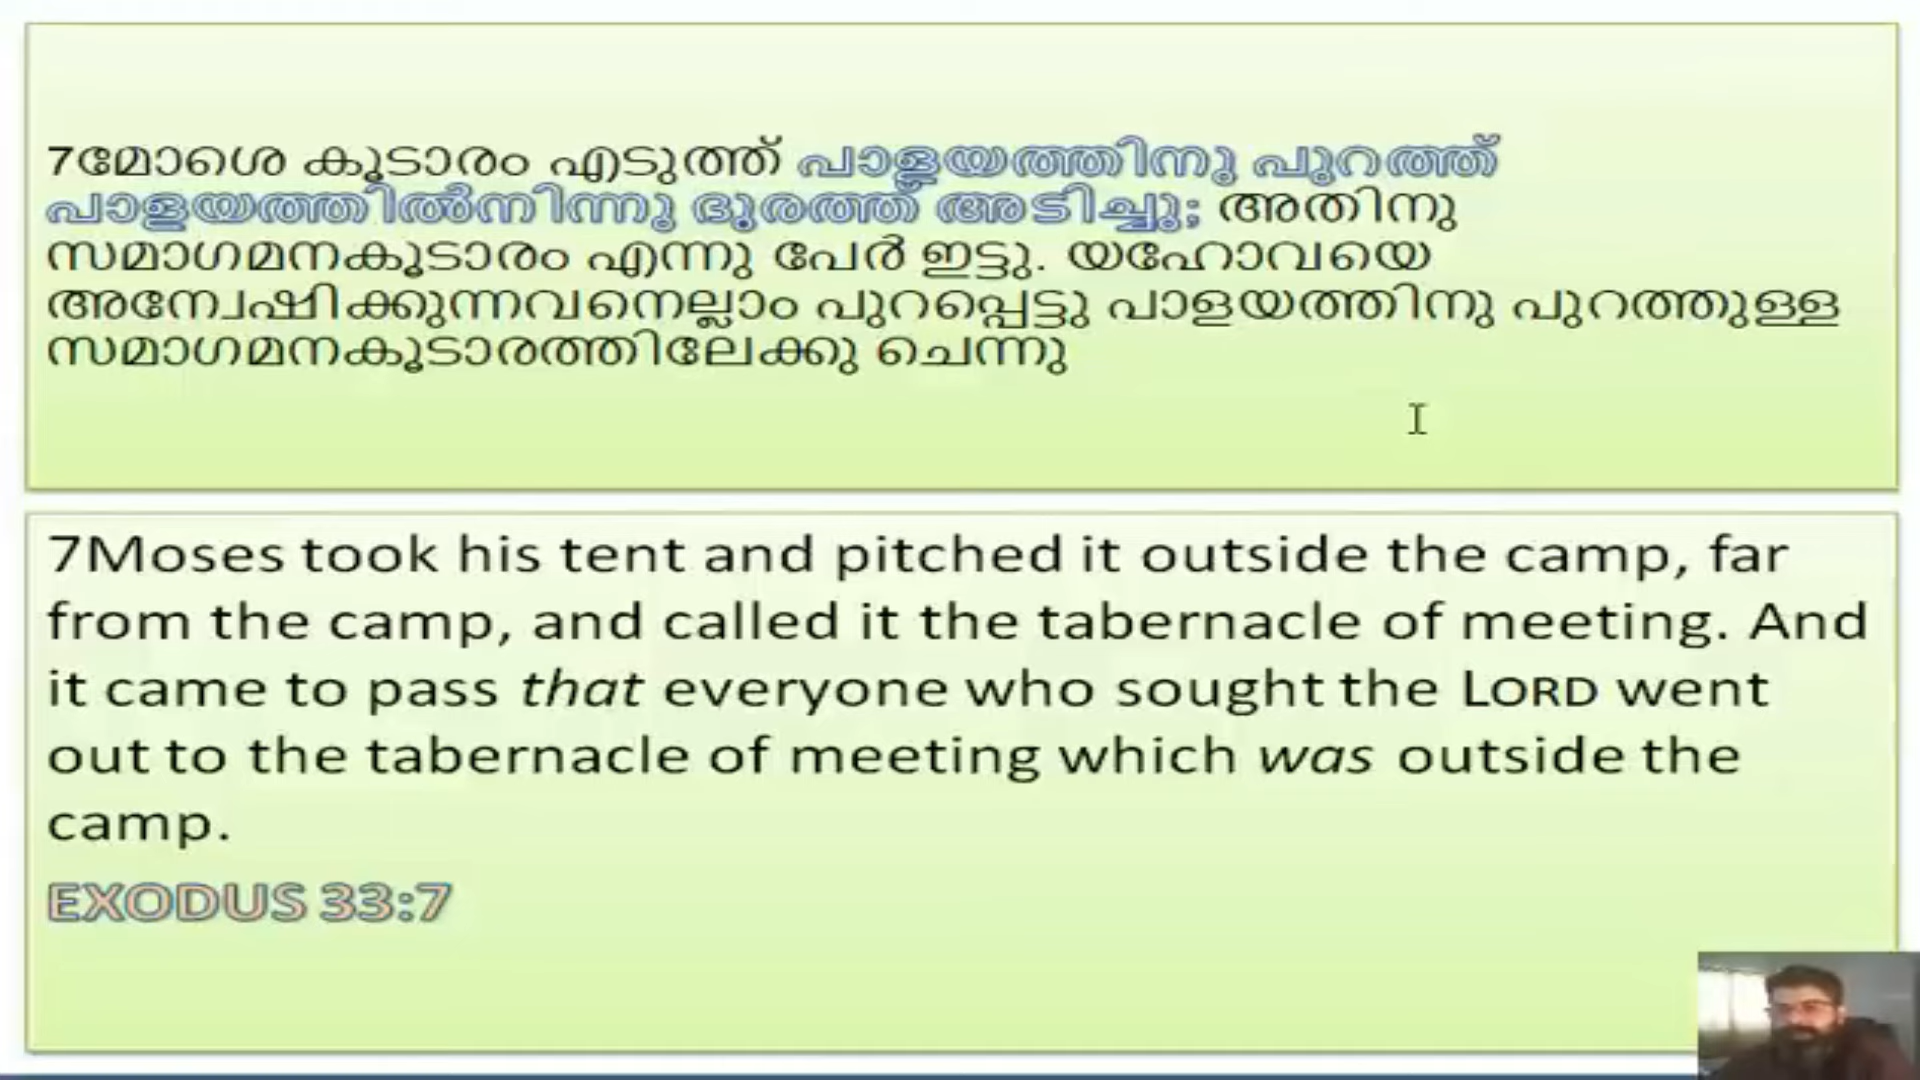 7മോശെ കൂടാരം എടുത്ത് പാളയത്തിനു പുറത്ത്
പാളയത്തിൽനിന്നു ദൂരത്ത് അടിച്ചു; അതിനു
സമാഗമനകൂടാരം എന്നു പേർ ഇട്ടു. യഹോവയെ
അന്വേഷിക്കുന്നവനെല്ലാം പുറപ്പെട്ടു പാളയത്തിനു പുറത്തുള്ള
സമാഗമനകൂടാരത്തിലേക്കു ചെന്നു
7Moses took his tent and pitched it outside the camp, far
from the camp, and called it the tabernacle of meeting. And
it came to pass that everyone who sought the LORD went
out to the tabernacle of meeting which was outside the
camp.
EXODUS 33:7